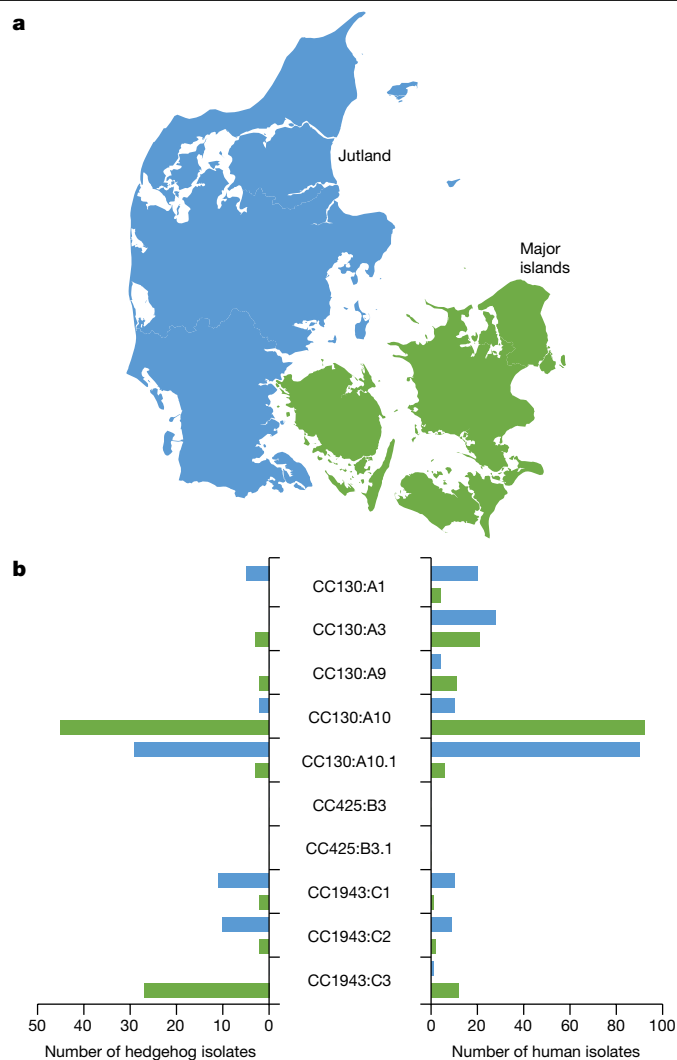 a
Jutland
Major
islands
b
CC130:A1
CC130:A3
CC130:A9
CC130:A10
CC130:A10.1
CC425:B3
CC425:B3.1
CC1943:C1
CC1943:C2
CC1943:C3
50 40 30 20 10 0 0 20 40 60 80 100
Number of hedgehog isolates Number of human isolates